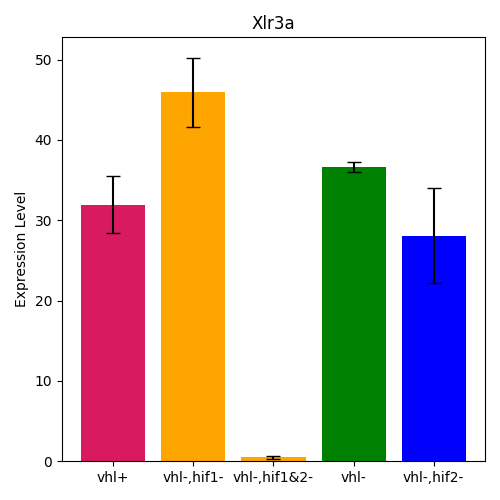 Xlr3a
Expression Level
50
40
30
20
10
0
vhl+
vhl-,hif1-
vhl-,hif1&2-
vhl-
vhl-,hif2-